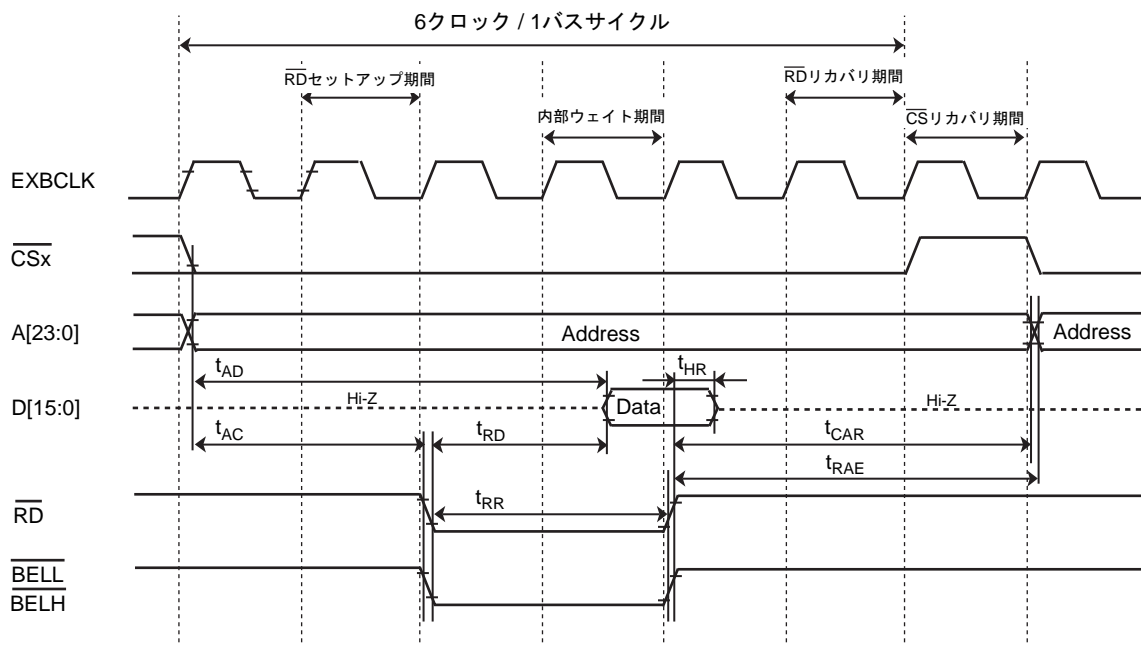 6クロック / 1バスサイクル
RDセットアップ期間
RDリカバリ期間
内部ウェイト期間
CSリカバリ期間
EXBCLK
CSx
A[23:0]
Address
Address
tAD
tHR
D[15:0]
Hi-Z
Data
Hi-Z
tAC
tRD
tCAR
tRAE
RD
tRR
BELL
BELH